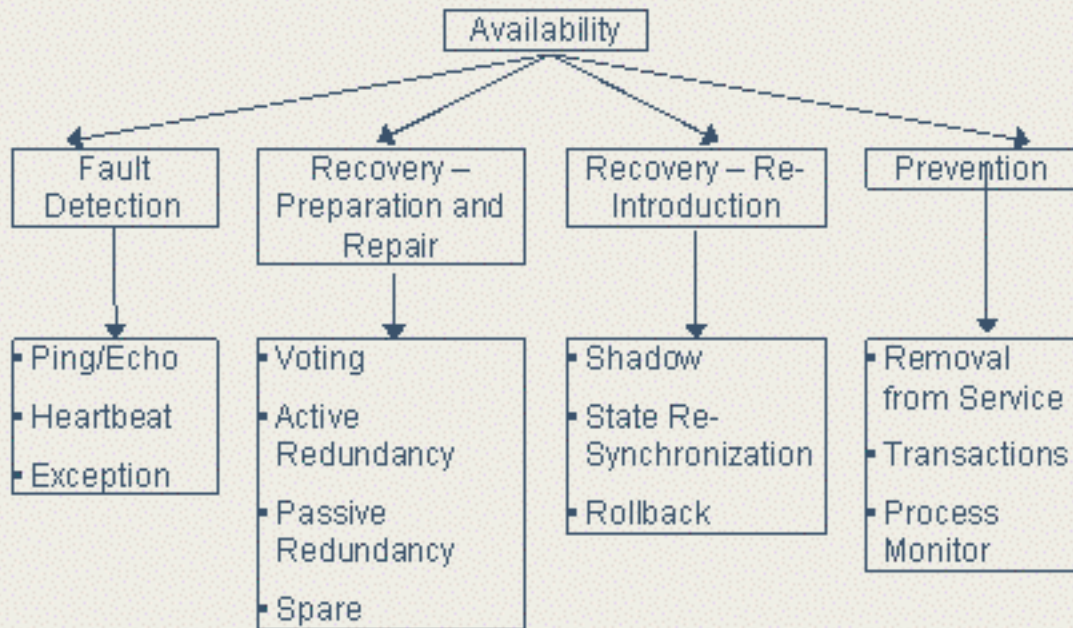 Availability
Fault
Detection
Recovery –
Preparation and
Repair
Recovery – Re-
Introduction
Prevention
▪ Ping/Echo
▪ Heartbeat
▪ Exception
▪ Voting
▪ Active
Redundancy
▪ Passive
Redundancy
▪ Spare
▪ Shadow
▪ State Re-
Synchronization
▪ Rollback
▪ Removal
from Service
▪ Transactions
▪ Process
Monitor